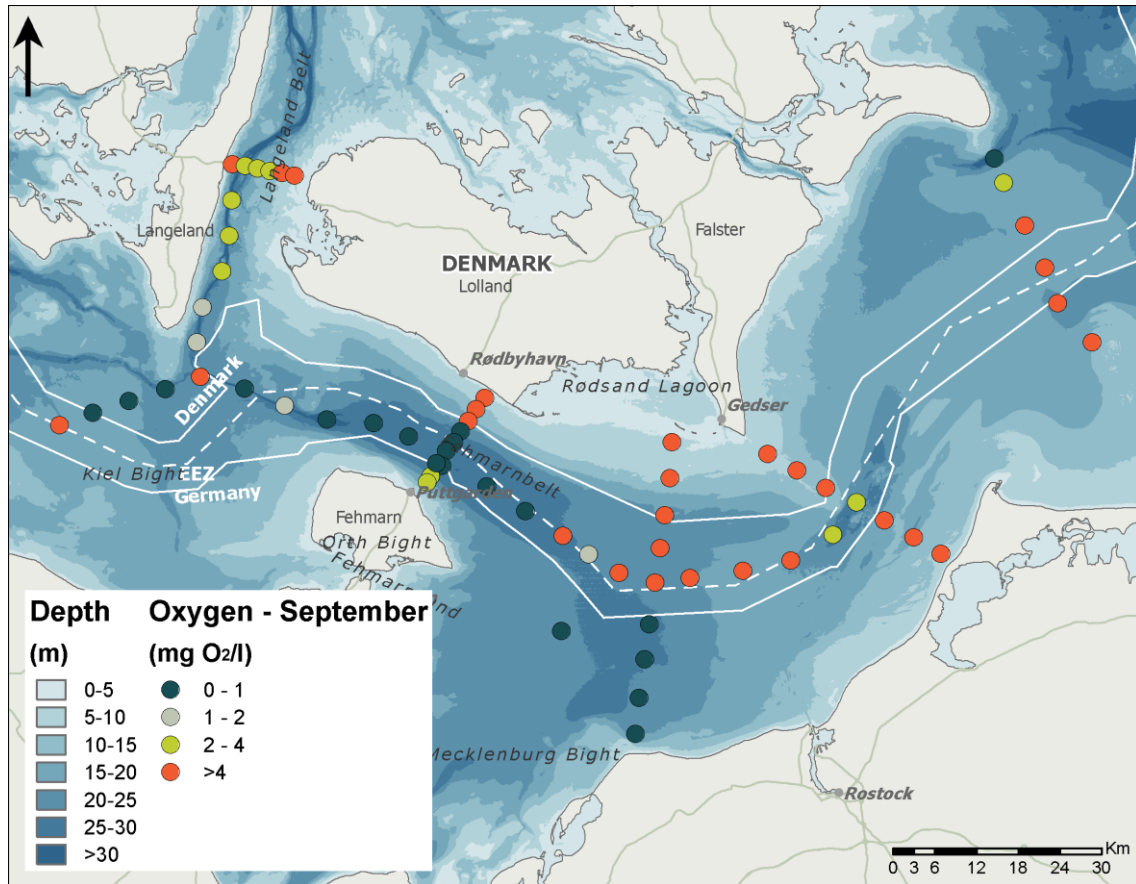 Langeland Belt
Langeland
DENMARK
Lolland
Falster
Rødbyhavn
Rødsand Lagoon
Gedser
Denmark
EEZ
Germany
Kiel Bight
Puttgarden
Fehmarn
Orth Bight
Mecklenburg Bight
Rostock
Depth
(m)
0-5
5-10
10-15
15-20
20-25
25-30
>30
Oxygen - September
(mg O2/l)
0 - 1
1 - 2
2 - 4
>4
Km
0 3 6 12 18 24 30